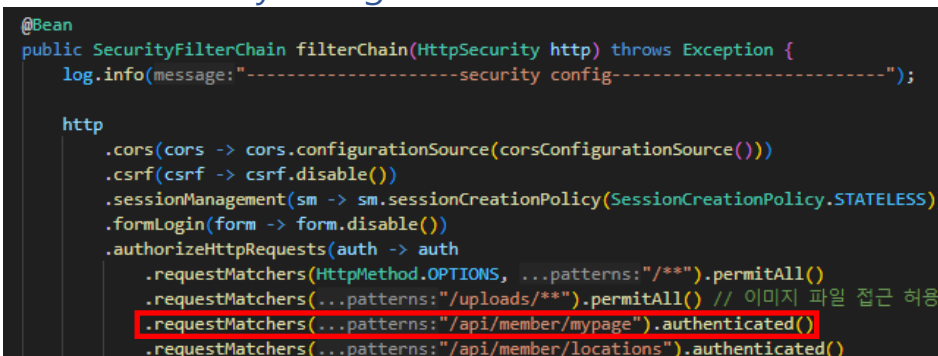 @Bean
public SecurityFilterChain filterChain(HttpSecurity http) throws Exception {
log.info(message:"---------------------security config---------------------------");
http
.cors(cors -> cors.configurationSource(corsConfigurationSource()))
.csrf(csrf -> csrf.disable())
.sessionManagement(sm -> sm.sessionCreationPolicy(SessionCreationPolicy.STATELESS)
.formLogin(form -> form.disable())
.authorizeHttpRequests(auth -> auth
.requestMatchers(HttpMethod.OPTIONS, ...patterns:"/**").permitAll()
.requestMatchers(...patterns:"/uploads/**").permitAll() // 이미지 파일 접근 허용
.requestMatchers(...patterns:"/api/member/mypage").authenticated()
.requestMatchers(...patterns:"/api/member/locations").authenticated()